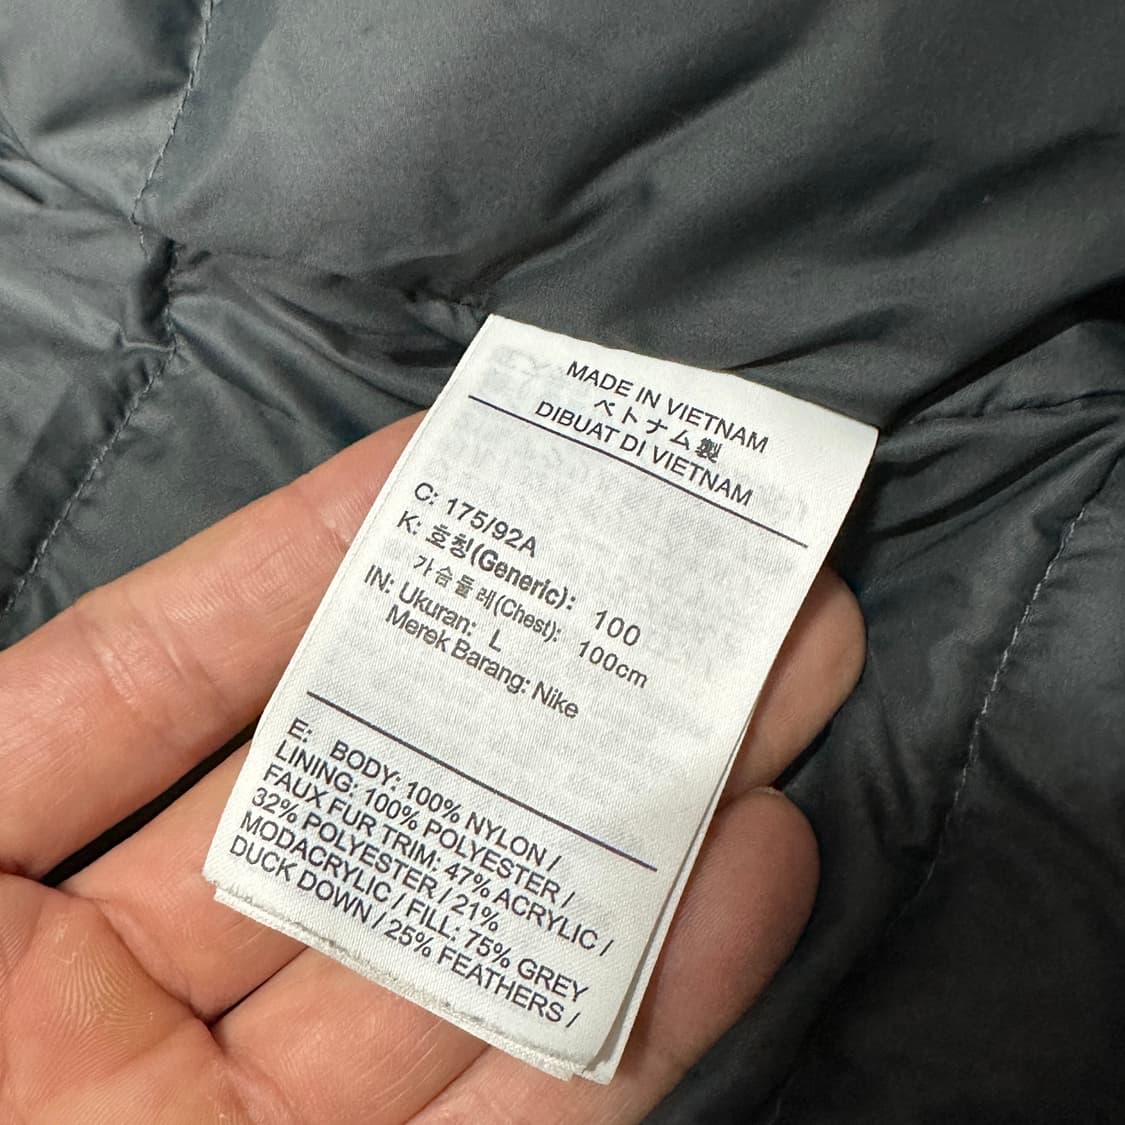 MADE IN VIETNAM
ベトナム製
DIBUAT DI VIETNAM
C: 175/92A
K: 호칭(Generic): 100
가슴둘레(Chest): 100cm
IN: Ukuran: L
Merek Barang: Nike
E: BODY: 100% NYLON /
LINING: 100% POLYESTER /
FAUX FUR TRIM: 47% ACRYLIC /
32% POLYESTER / 21%
MODACRYLIC / FILL: 75% GREY
DUCK DOWN / 25% FEATHERS /